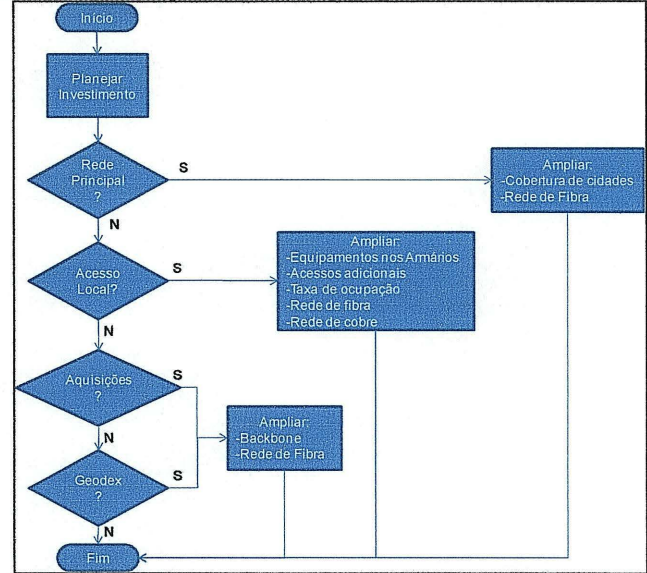 Início
Planejar
Investimento
Rede
Principal
?
S
Ampliar:
-Cobertura de cidades
-Rede de Fibra
N
Acesso
Local?
S
Ampliar:
-Equipamentos nos Armários
-Acessos adicionais
-Taxa de ocupação
-Rede de fibra
-Rede de cobre
N
Aquisições
?
S
Ampliar:
-Backbone
-Rede de Fibra
N
Geodex
?
S
N
Fim